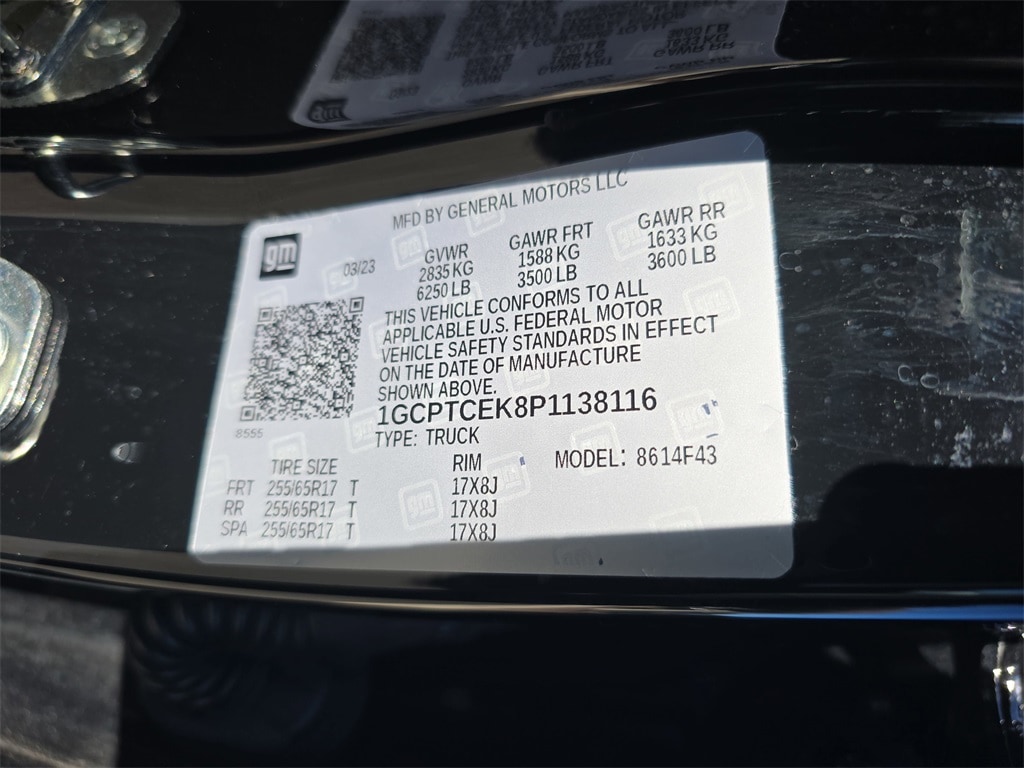 MFD BY GENERAL MOTORS LLC
gm
03/23
GVWR GAWR FRT GAWR RR
2835 KG 1588 KG 1633 KG
6250 LB 3500 LB 3600 LB
THIS VEHICLE CONFORMS TO ALL
APPLICABLE U.S. FEDERAL MOTOR
VEHICLE SAFETY STANDARDS IN EFFECT
ON THE DATE OF MANUFACTURE
SHOWN ABOVE.
1GCPTCEK8P1138116
8555
TYPE: TRUCK
TIRE SIZE RIM MODEL: 8614F43
FRT 255/65R17 T 17X8J
RR 255/65R17 T 17X8J
SPA 255/65R17 T 17X8J